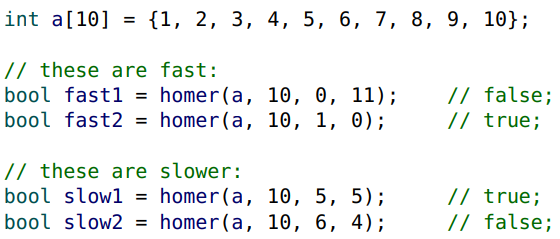 int a[10] = {1, 2, 3, 4, 5, 6, 7, 8, 9, 10};
// these are fast:
bool fast1 = homer(a, 10, 0, 11);    // false;
bool fast2 = homer(a, 10, 1, 0);     // true;
// these are slower:
bool slow1 = homer(a, 10, 5, 5);     // true;
bool slow2 = homer(a, 10, 6, 4);     // false;